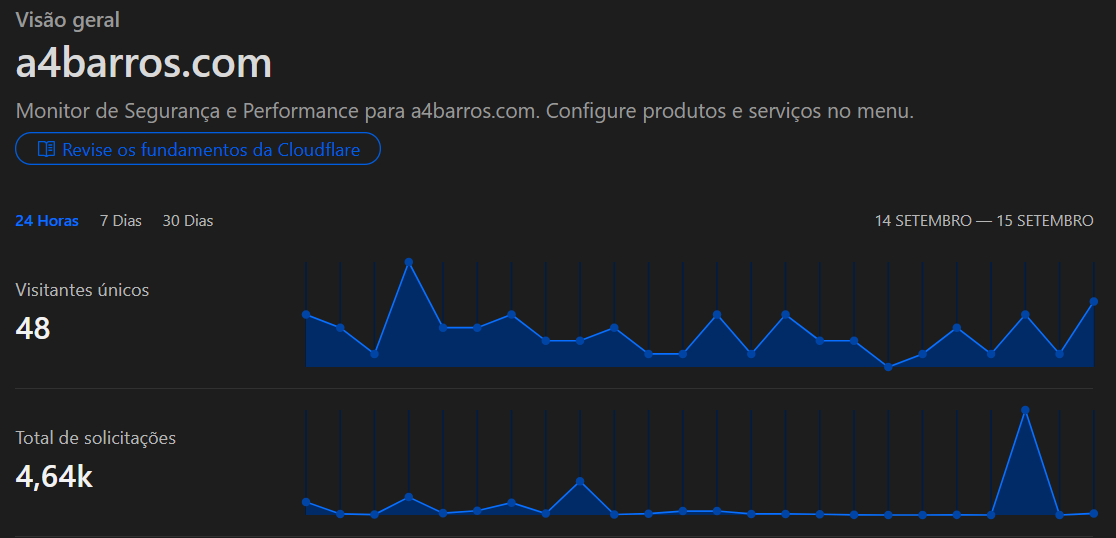 Visão geral
a4barros.com
Monitor de Segurança e Performance para a4barros.com. Configure produtos e serviços no menu.
Revise os fundamentos da Cloudflare
24 Horas 7 Dias 30 Dias 14 SETEMBRO — 15 SETEMBRO
Visitantes únicos
48
Total de solicitações
4,64k